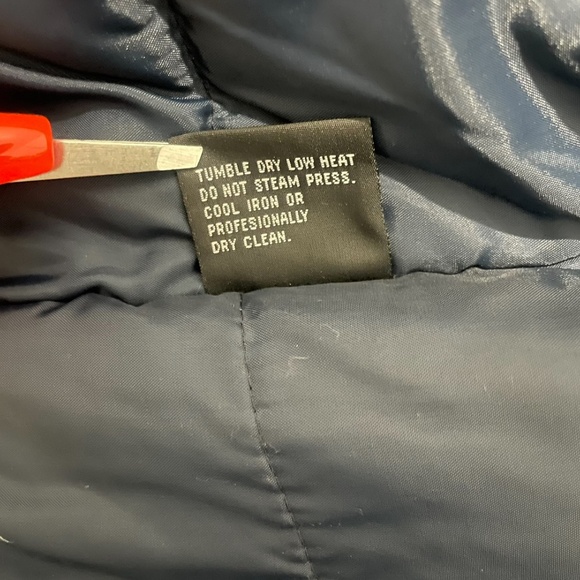 TUMBLE DRY LOW HEAT
DO NOT STEAM PRESS.
COOL IRON OR
PROFESIONALLY
DRY CLEAN.